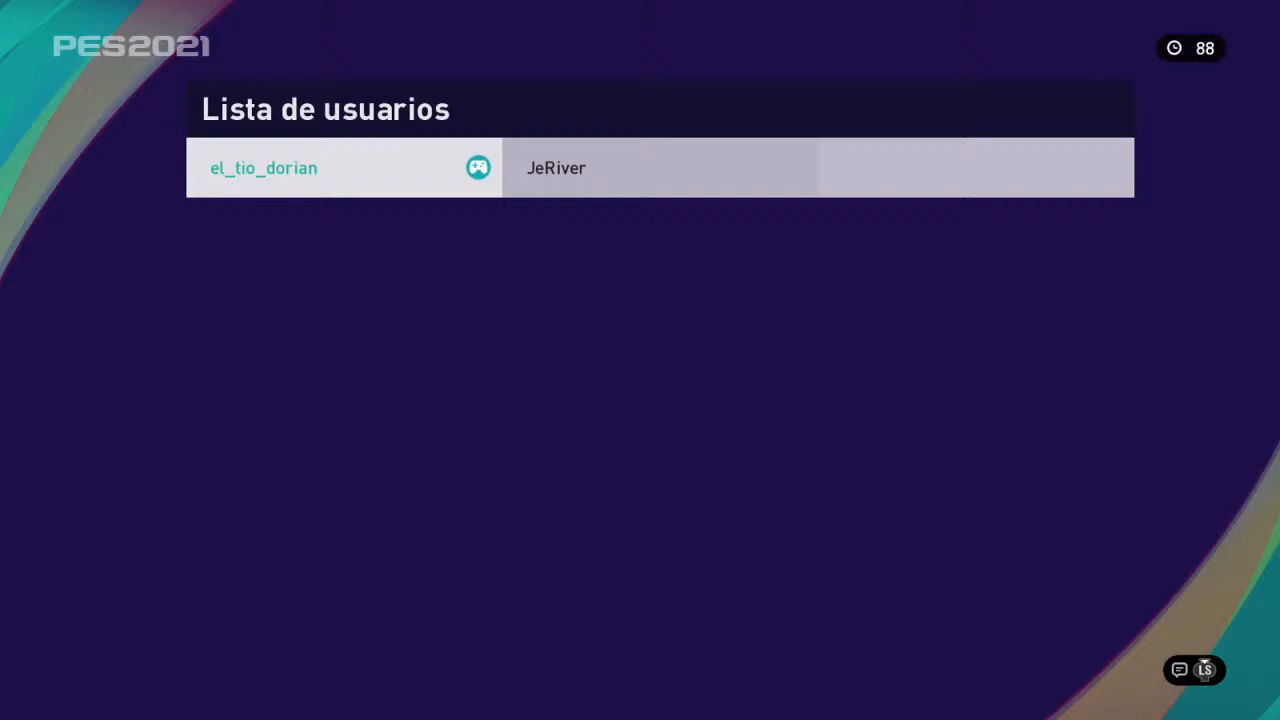 PES2021
88
Lista de usuarios
el_tio_dorian
JeRiver
LS